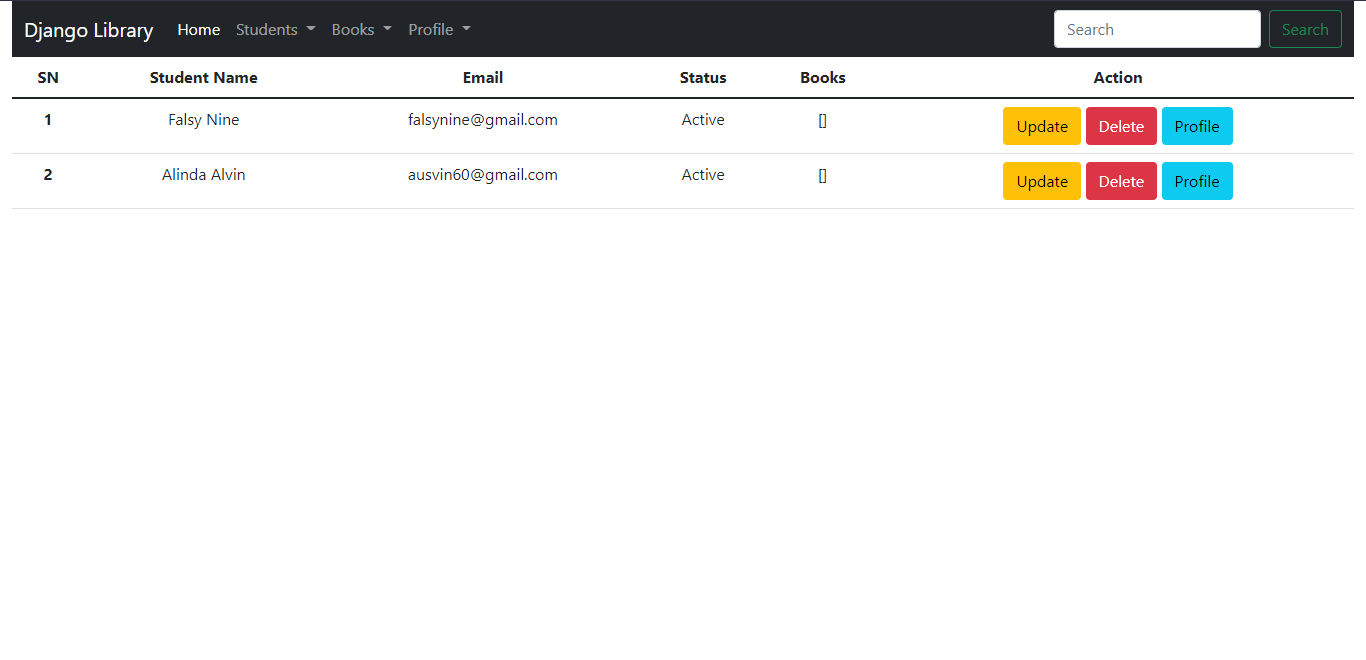 Django Library Home Students Books Profile Search Search
SN Student Name Email Status Books Action
1 Falsy Nine falsynine@gmail.com Active [] Update Delete Profile
2 Alinda Alvin ausvin60@gmail.com Active [] Update Delete Profile